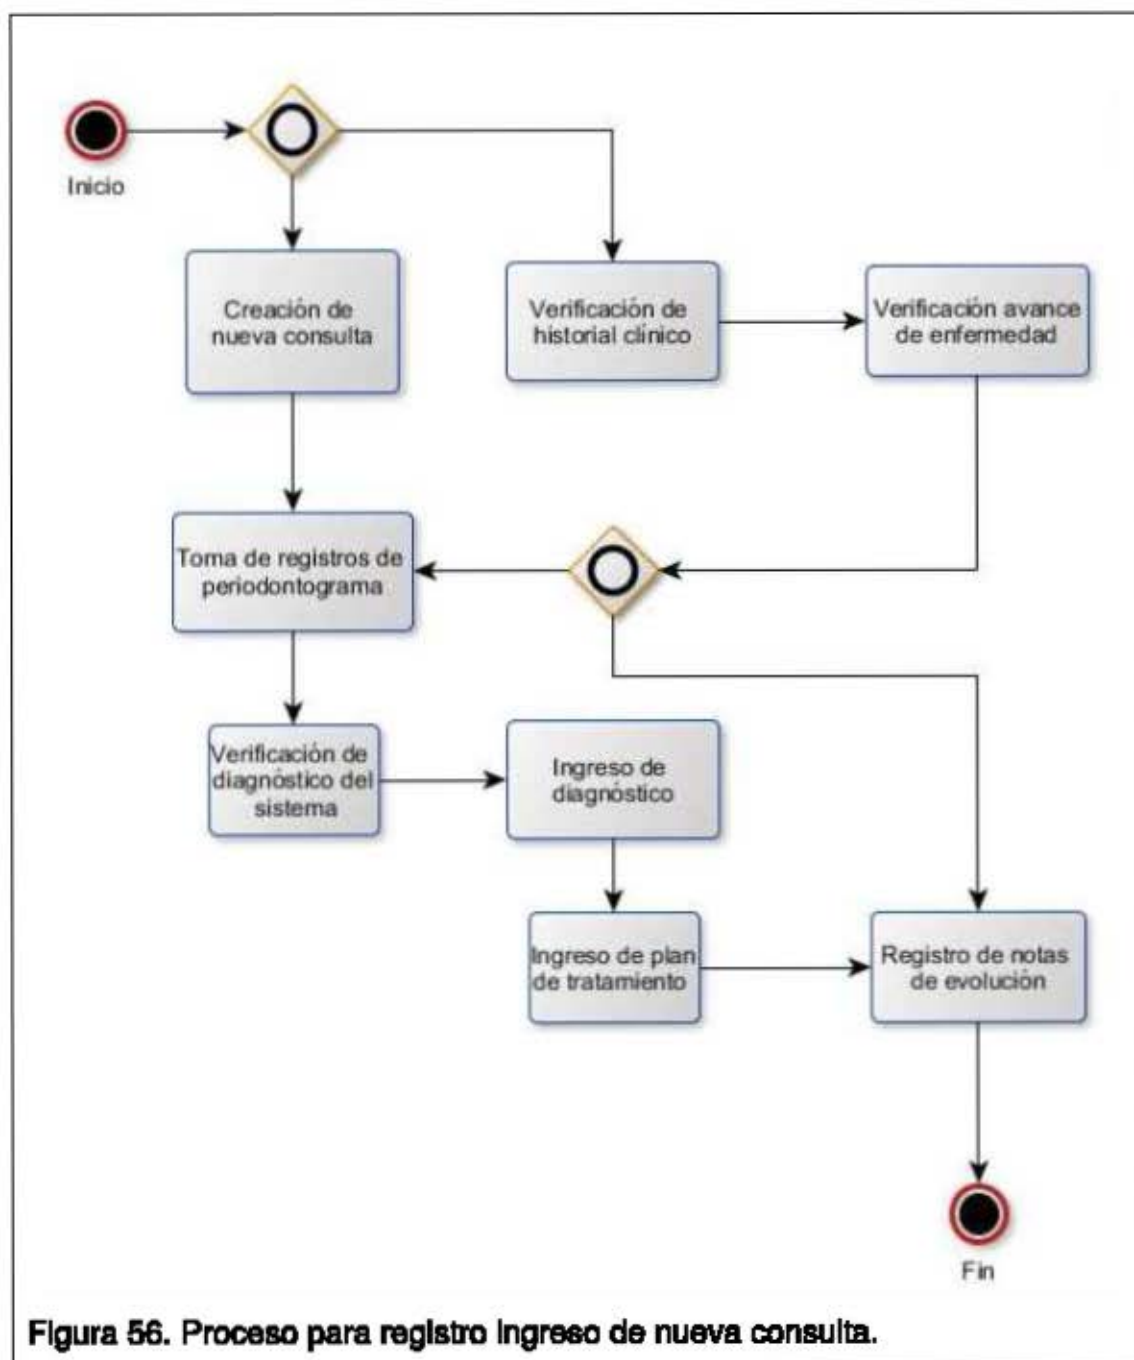 Inicio
Creación de
nueva consulta
Verificación de
historial clínico
Verificación avance
de enfermedad
Toma de registros de
periodontograma
Verificación de
diagnóstico del
sistema
Ingreso de
diagnóstico
Ingreso de plan
de tratamiento
Registro de notas
de evolución
Fin
Figura 56. Proceso para registro ingreso de nueva consulta.